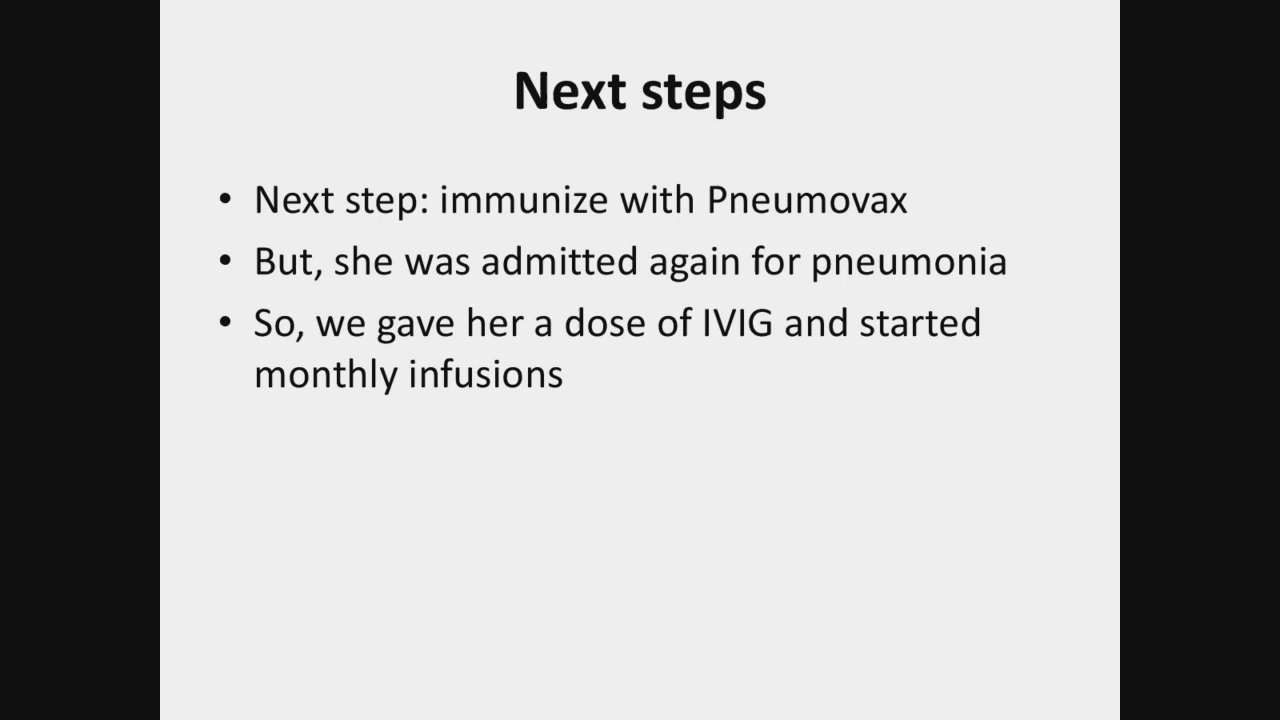 Next steps
• Next step: immunize with Pneumovax
• But, she was admitted again for pneumonia
• So, we gave her a dose of IVIG and started
monthly infusions